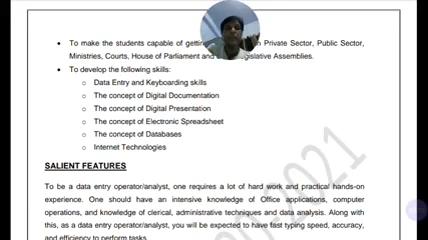 • To make the students capable of getting in Private Sector, Public Sector,
Ministries, Courts, House of Parliament and Legislative Assemblies.
• To develop the following skills:
o Data Entry and Keyboarding skills
o The concept of Digital Documentation
o The concept of Digital Presentation
o The concept of Electronic Spreadsheet
o The concept of Databases
o Internet Technologies
SALIENT FEATURES
To be a data entry operator/analyst, one requires a lot of hard work and practical hands-on
experience. One should have an intensive knowledge of Office applications, computer
operations, and knowledge of clerical, administrative techniques and data analysis. Along with
this, as a data entry operator/analyst, you will be expected to have fast typing speed, accuracy,
and efficiency to perform tasks.
20-2021